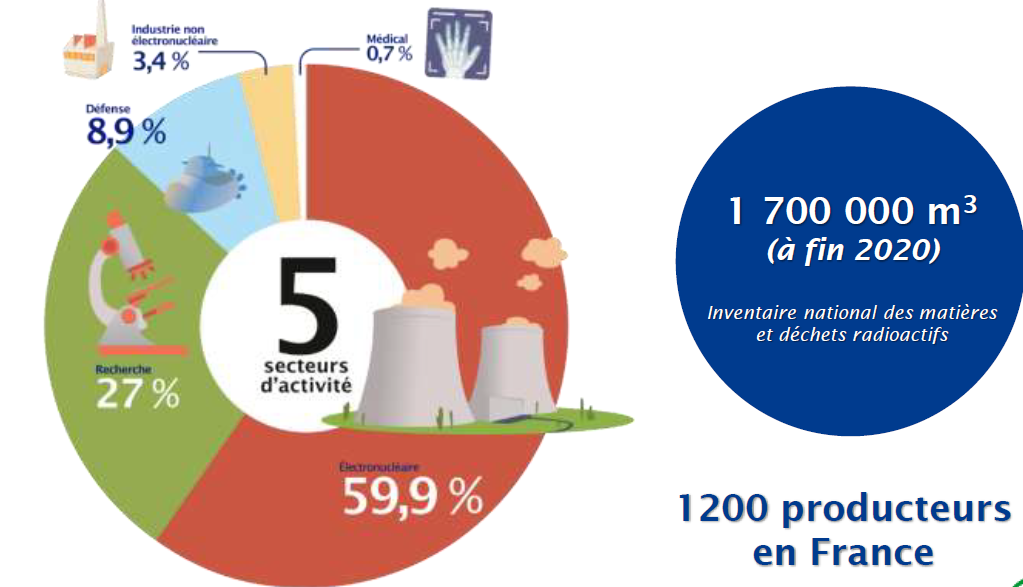 Industrie non
électronucléaire
3,4 %
Médical
0,7 %
Défense
8,9 %
5
secteurs
d'activité
Recherche
27 %
Électronucléaire
59,9 %
1 700 000 m³
(à fin 2020)
Inventaire national des matières
et déchets radioactifs
1200 producteurs
en France